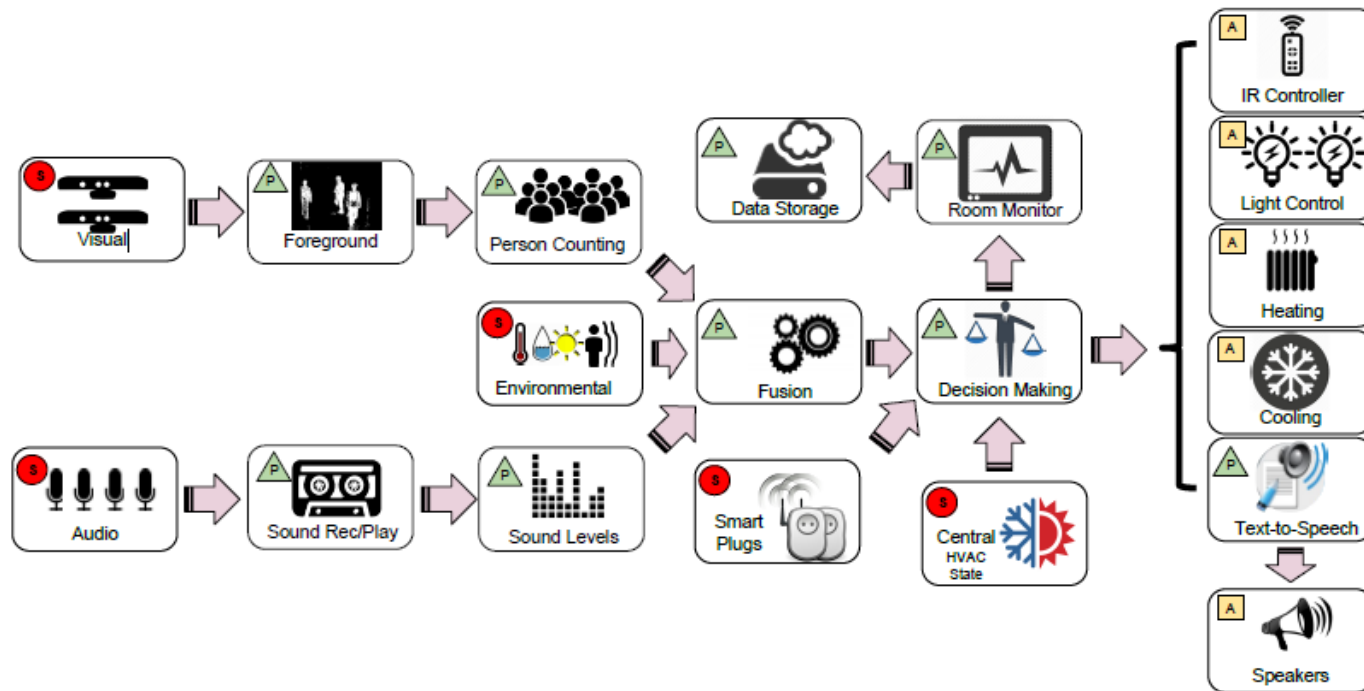 A
IR Controller
A
Light Control
A
Heating
A
Cooling
P
Text-to-Speech
A
Speakers
S
Visual
P
Foreground
P
Person Counting
P
Data Storage
P
Room Monitor
S
Environmental
P
Fusion
P
Decision Making
S
Audio
P
Sound Rec/Play
P
Sound Levels
S
Smart
Plugs
S
Central
HVAC
State